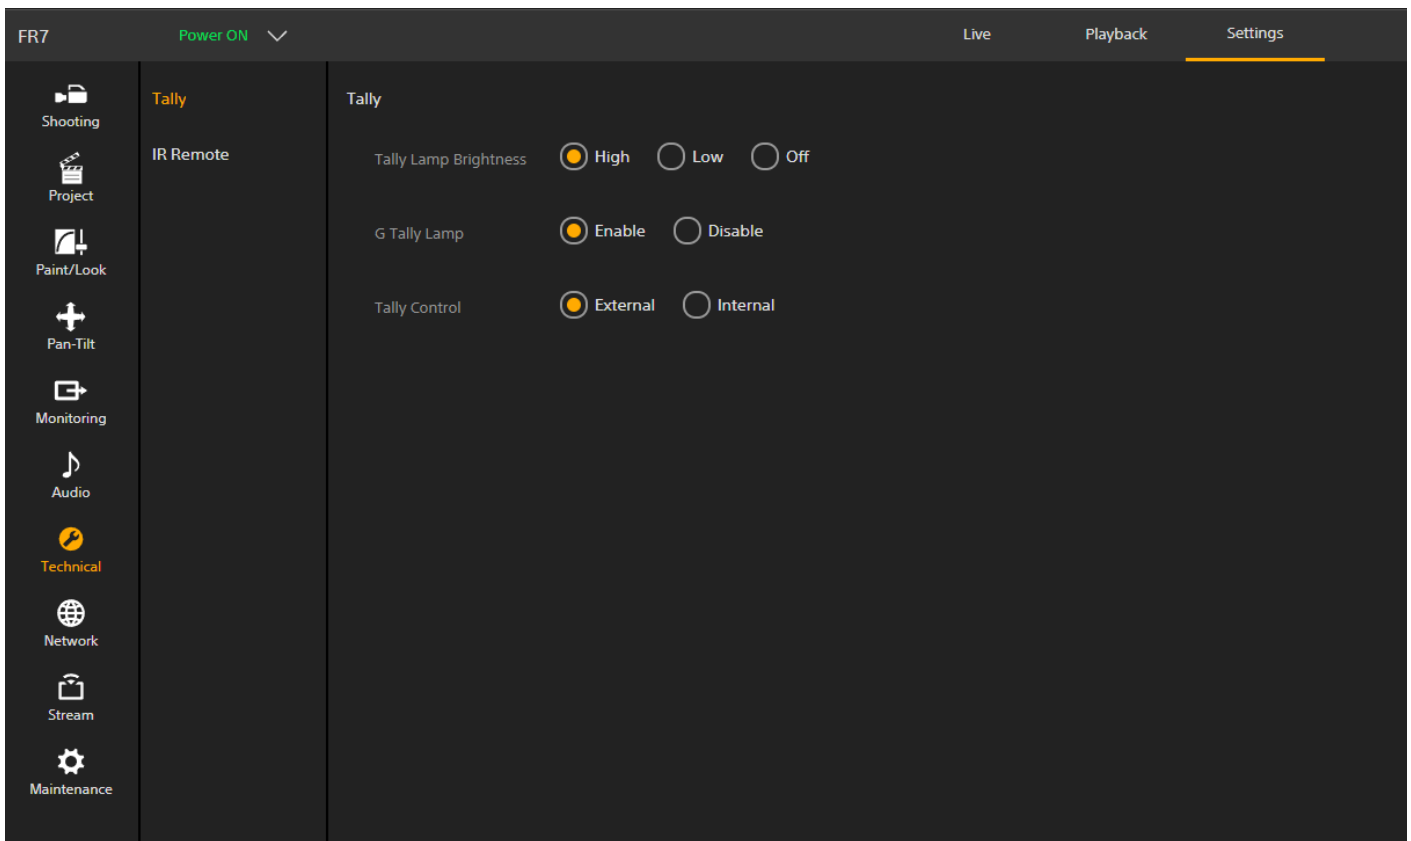 FR7 Power ON Live Playback Settings
Shooting
Project
Paint/Look
Pan-Tilt
Monitoring
Audio
Technical
Network
Stream
Maintenance
Tally
IR Remote
Tally
Tally Lamp Brightness High Low Off
G Tally Lamp Enable Disable
Tally Control External Internal